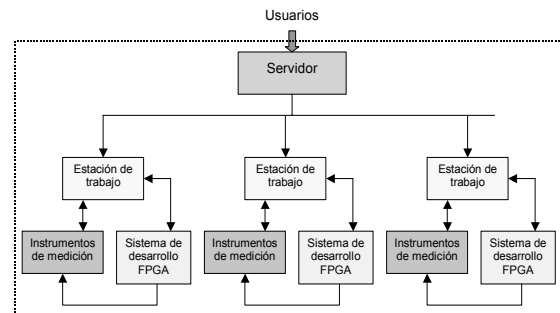 Usuarios
Servidor
Estación de
trabajo
Estación de
trabajo
Estación de
trabajo
Instrumentos
de medición
Sistema de
desarrollo
FPGA
Instrumentos
de medición
Sistema de
desarrollo
FPGA
Instrumentos
de medición
Sistema de
desarrollo
FPGA